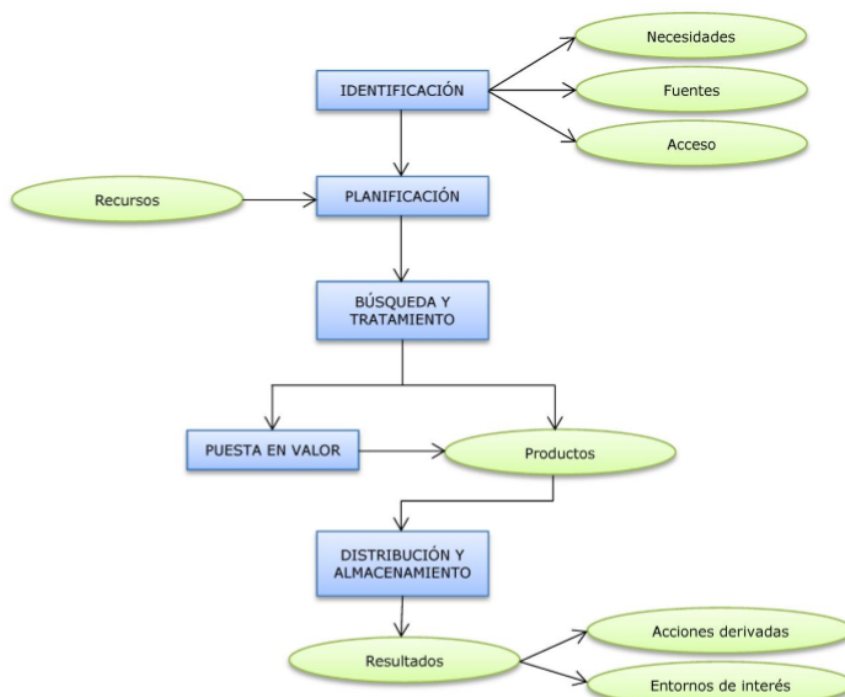 Necesidades
IDENTIFICACIÓN
Fuentes
Acceso
Recursos
PLANIFICACIÓN
BÚSQUEDA Y
TRATAMIENTO
PUESTA EN VALOR
Productos
DISTRIBUCIÓN Y
ALMACENAMIENTO
Acciones derivadas
Resultados
Entornos de interés